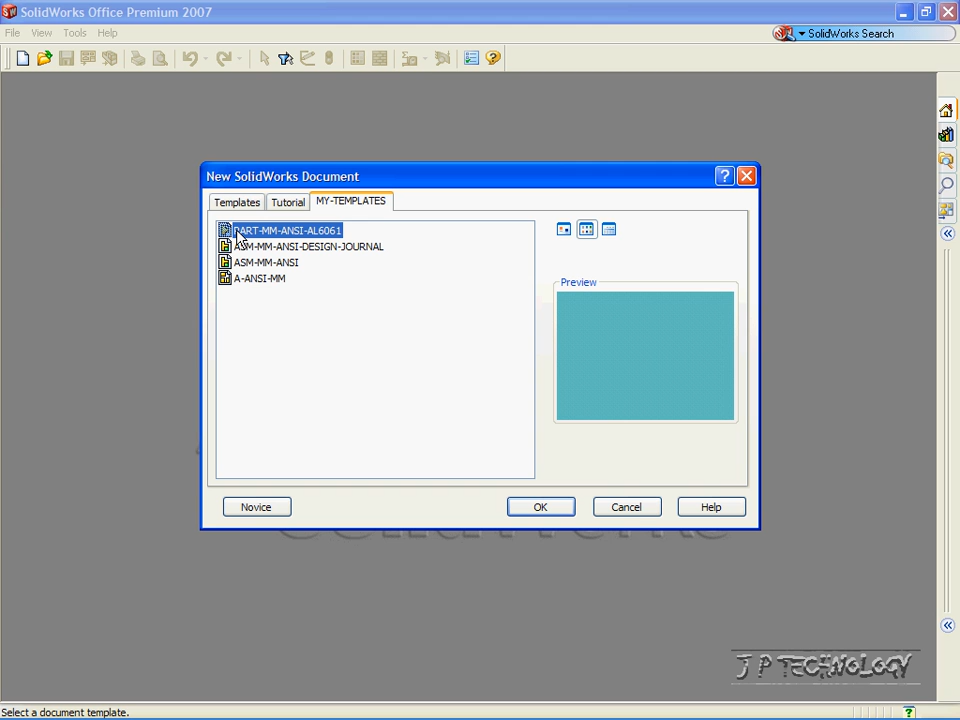 SolidWorks Office Premium 2007
File View Tools Help
SolidWorks Search
New SolidWorks Document
Templates Tutorial MY-TEMPLATES
PART-MM-ANSI-AL6061
ASM-MM-ANSI-DESIGN-JOURNAL
ASM-MM-ANSI
A-ANSI-MM
Preview
Novice OK Cancel Help
J P TECHNOLOGY
Select a document template.